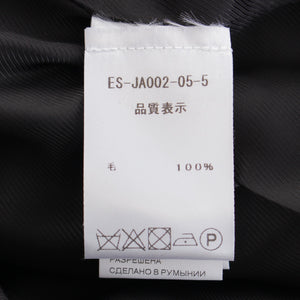 ES-JA002-05-5
品質表示
毛 100%
P
РАЗРЕШЕНА
СДЕЛАНО В РУМЫНИИ